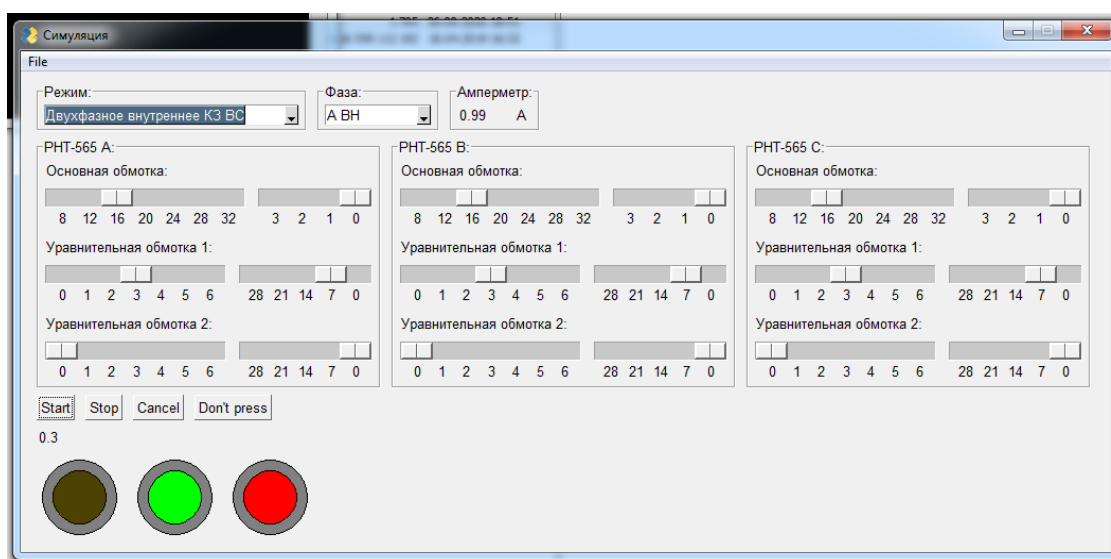 Симуляция
File
Режим: Фаза: Амперметр:
Двухфазное внутреннее КЗ ВС А ВН 0.99 А
РНТ-565 А: РНТ-565 В: РНТ-565 С:
Основная обмотка: Основная обмотка: Основная обмотка:
8 12 16 20 24 28 32 3 2 1 0 8 12 16 20 24 28 32 3 2 1 0 8 12 16 20 24 28 32 3 2 1 0
Уравнительная обмотка 1: Уравнительная обмотка 1: Уравнительная обмотка 1:
0 1 2 3 4 5 6 28 21 14 7 0 0 1 2 3 4 5 6 28 21 14 7 0 0 1 2 3 4 5 6 28 21 14 7 0
Уравнительная обмотка 2: Уравнительная обмотка 2: Уравнительная обмотка 2:
0 1 2 3 4 5 6 28 21 14 7 0 0 1 2 3 4 5 6 28 21 14 7 0 0 1 2 3 4 5 6 28 21 14 7 0
Start Stop Cancel Don't press
0.3